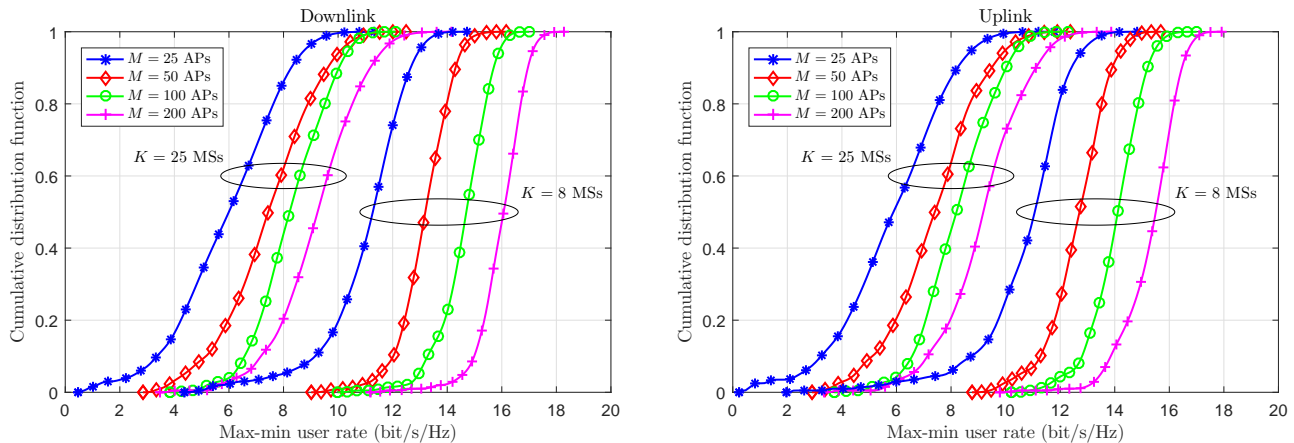 Downlink
1
0.8
0.6
0.4
0.2
0
Cumulative distribution function
M = 25 APs
M = 50 APs
M = 100 APs
M = 200 APs
K = 25 MSs
K = 8 MSs
0 2 4 6 8 10 12 14 16 18 20
Max-min user rate (bit/s/Hz)
Uplink
1
0.8
0.6
0.4
0.2
0
Cumulative distribution function
M = 25 APs
M = 50 APs
M = 100 APs
M = 200 APs
K = 25 MSs
K = 8 MSs
0 2 4 6 8 10 12 14 16 18 20
Max-min user rate (bit/s/Hz)